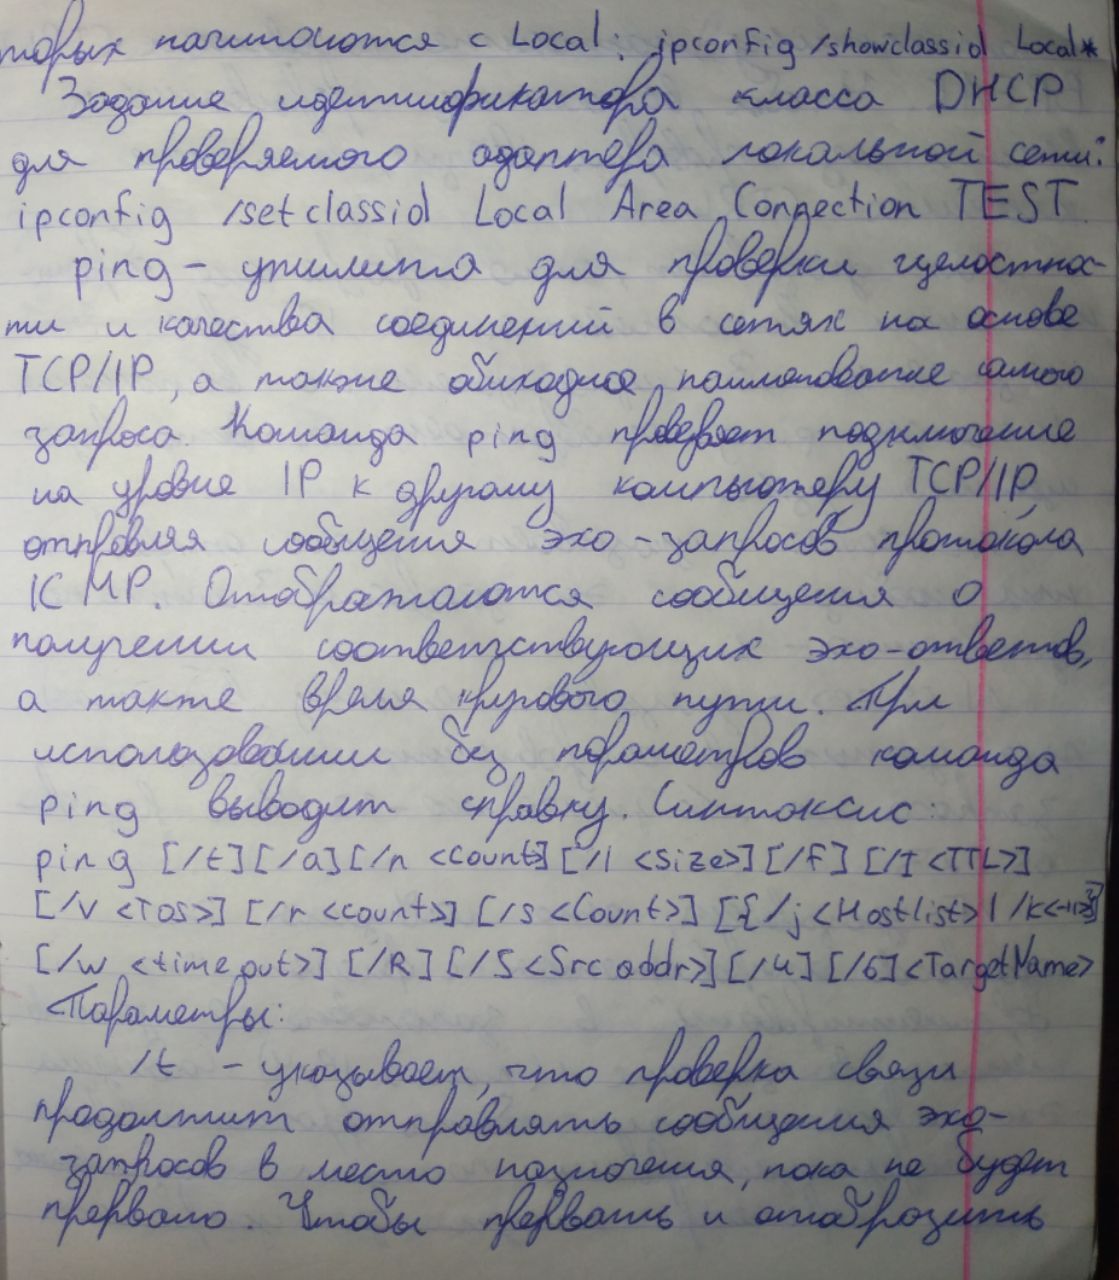 торых начинаются с Local: ipconfig /showclassid Local*
Задание идентификатора класса DHCP
для проверяемого адаптера локальной сети:
ipconfig /setclassid Local Area Connection TEST.
ping – утилита для проверки целостнос-
ти и качества соединений в сетях на основе
TCP/IP, а также обиходное наименование самого
запроса. Команда ping проверяет подключение
на уровне IP к другому компьютеру TCP/IP,
отправляя сообщения эхо-запросов протокола
ICMP. Отображаются сообщения о
получении соответствующих эхо-ответов,
а также время кругового пути. При
использовании без параметров команда
ping выводит справку. Синтаксис:
ping [/t] [/a] [/n <Count] [/l <Size>] [/f] [/I <TTL>]
[/v <TOS>] [/r <count>] [/s <Count>] [{/j <Hostlist> | /k<-11>}]
[/w <timeout>] [/R] [/S <Src addr>] [/4] [/6] <TargetName>
Параметры:
/t – указывает, что проверка связи
продолжит отправлять сообщения эхо-
запросов в место назначения, пока не будет
прервано. Чтобы прервать и отобразить